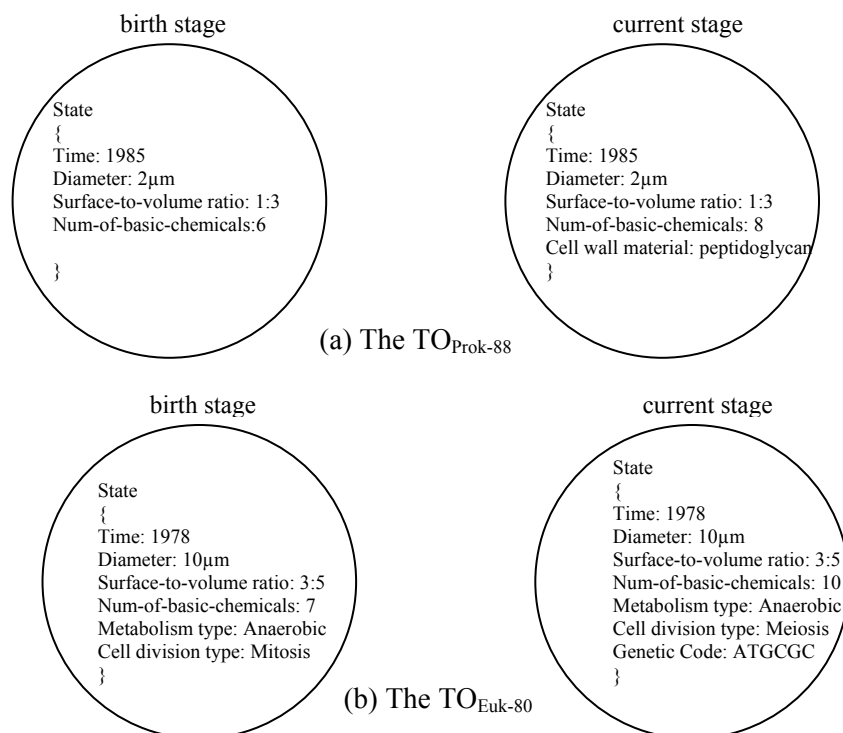 birth stage
current stage
State
{
Time: 1985
Diameter: 2µm
Surface-to-volume ratio: 1:3
Num-of-basic-chemicals:6
}
State
{
Time: 1985
Diameter: 2µm
Surface-to-volume ratio: 1:3
Num-of-basic-chemicals: 8
Cell wall material: peptidoglycan
}
(a) The TOProk-88
birth stage
current stage
State
{
Time: 1978
Diameter: 10µm
Surface-to-volume ratio: 3:5
Num-of-basic-chemicals: 7
Metabolism type: Anaerobic
Cell division type: Mitosis
}
State
{
Time: 1978
Diameter: 10µm
Surface-to-volume ratio: 3:5
Num-of-basic-chemicals: 10
Metabolism type: Anaerobic
Cell division type: Meiosis
Genetic Code: ATGCGC
}
(b) The TOEuk-80